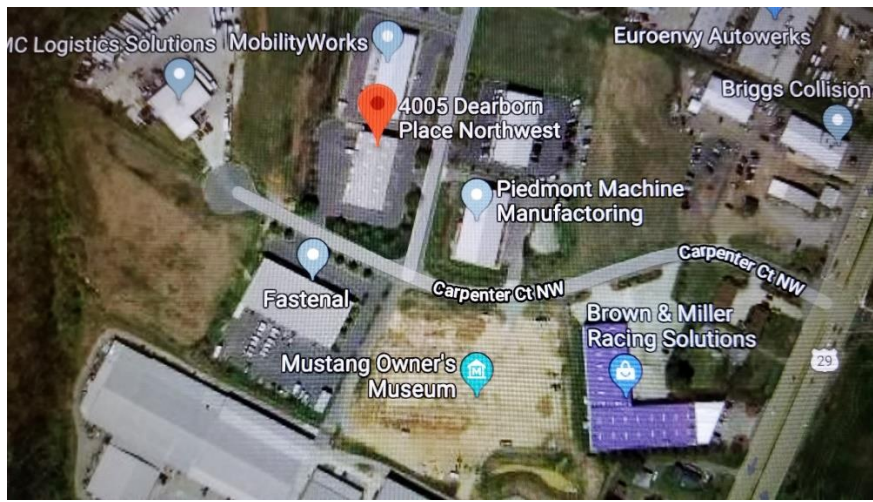 MC Logistics Solutions
MobilityWorks
Euroenvy Autowerks
Briggs Collision
4005 Dearborn
Place Northwest
Piedmont Machine
Manufactoring
Carpenter Ct NW
Carpenter Ct NW
Fastenal
Brown & Miller
Racing Solutions
Mustang Owner's
Museum
M
29